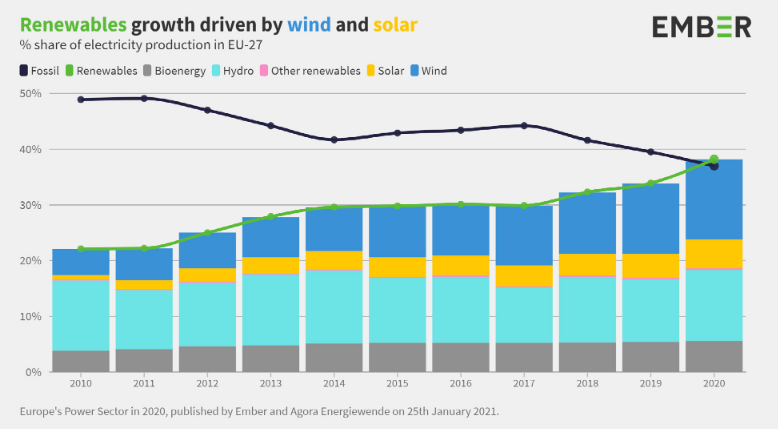 Renewables growth driven by wind and solar
EMBER
% share of electricity production in EU-27
Fossil Renewables Bioenergy Hydro Other renewables Solar Wind
50%
40%
30%
20%
10%
0%
2010 2011 2012 2013 2014 2015 2016 2017 2018 2019 2020
Europe's Power Sector in 2020, published by Ember and Agora Energiewende on 25th January 2021.